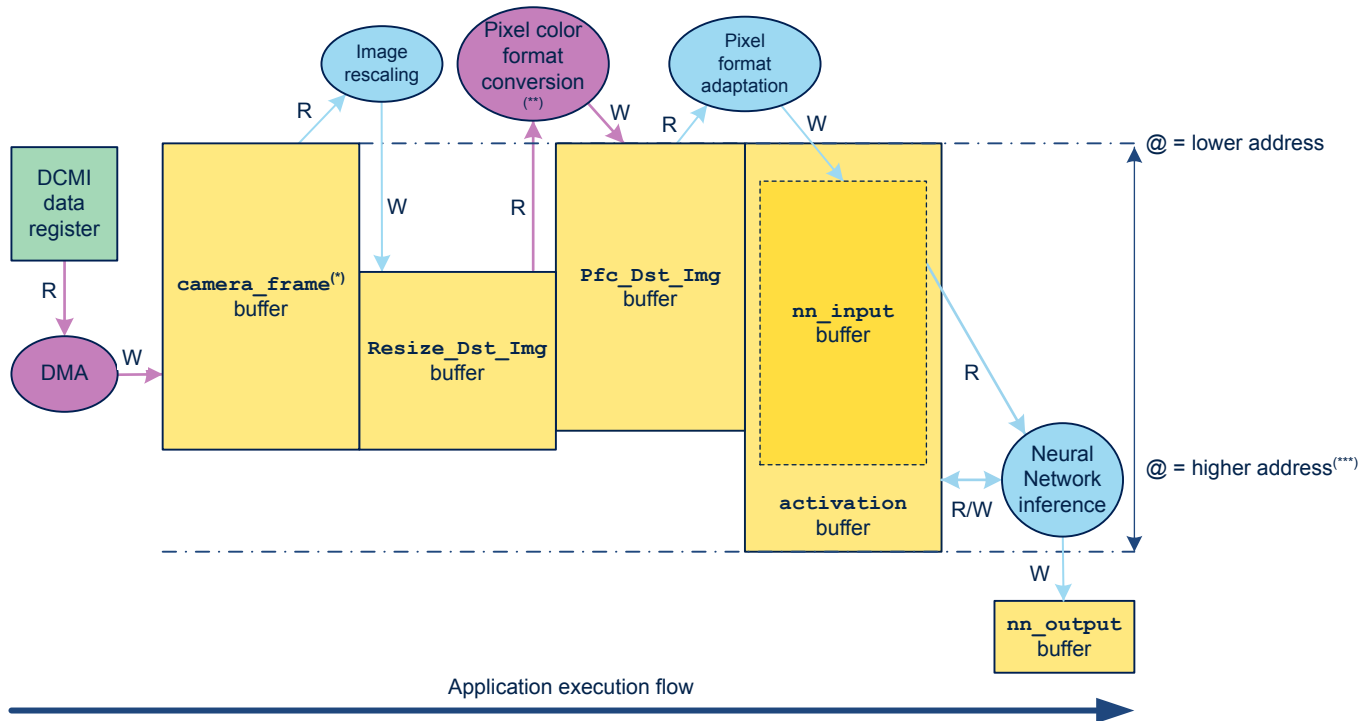 Pixel color
format
conversion
(**)
Image
rescaling
Pixel
format
adaptation
R
W
R
W
@ = lower address
DCMI
data
register
W
R
R
camera_frame(*)
buffer
Pfc_Dst_Img
buffer
nn_input
buffer
Resize_Dst_Img
buffer
DMA
W
R
Neural
Network
inference
@ = higher address(***)
activation
buffer
R/W
W
nn_output
buffer
Application execution flow